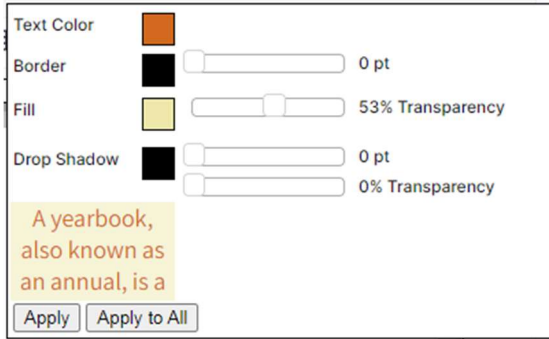 Text Color
Border 0 pt
Fill 53% Transparency
Drop Shadow 0 pt
0% Transparency
A yearbook,
also known as
an annual, is a
Apply Apply to All